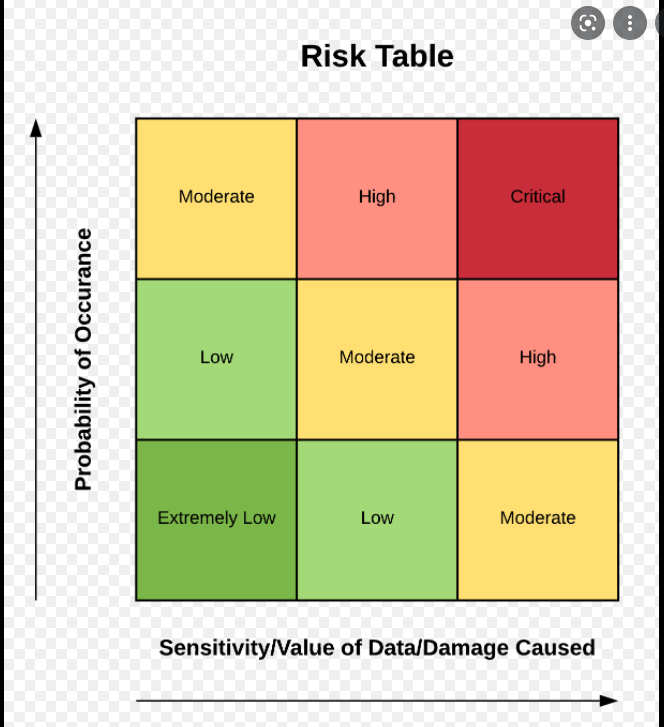 Risk Table
Probability of Occurance
Moderate
High
Critical
Low
Moderate
High
Extremely Low
Low
Moderate
Sensitivity/Value of Data/Damage Caused